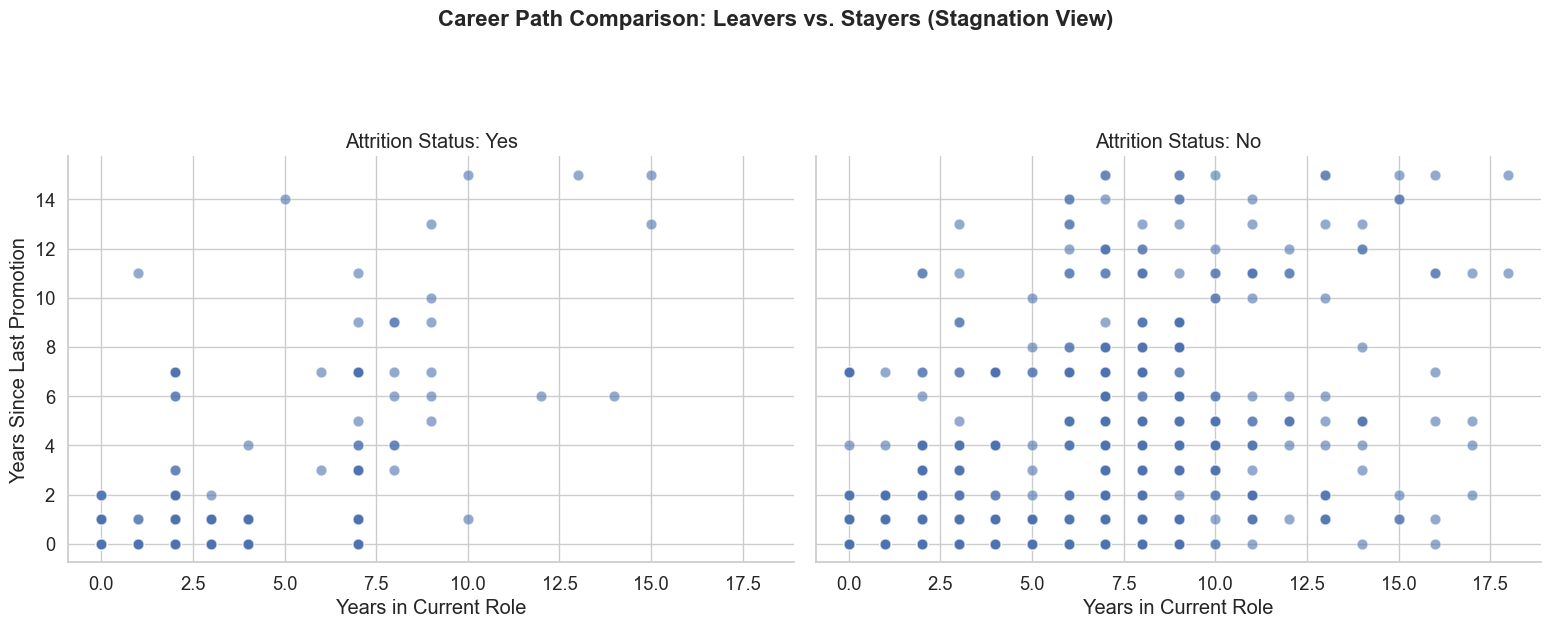 Career Path Comparison: Leavers vs. Stayers (Stagnation View)
Attrition Status: Yes
Attrition Status: No
Years Since Last Promotion
14
12
10
8
6
4
2
0
0.0 2.5 5.0 7.5 10.0 12.5 15.0 17.5
0.0 2.5 5.0 7.5 10.0 12.5 15.0 17.5
Years in Current Role
Years in Current Role